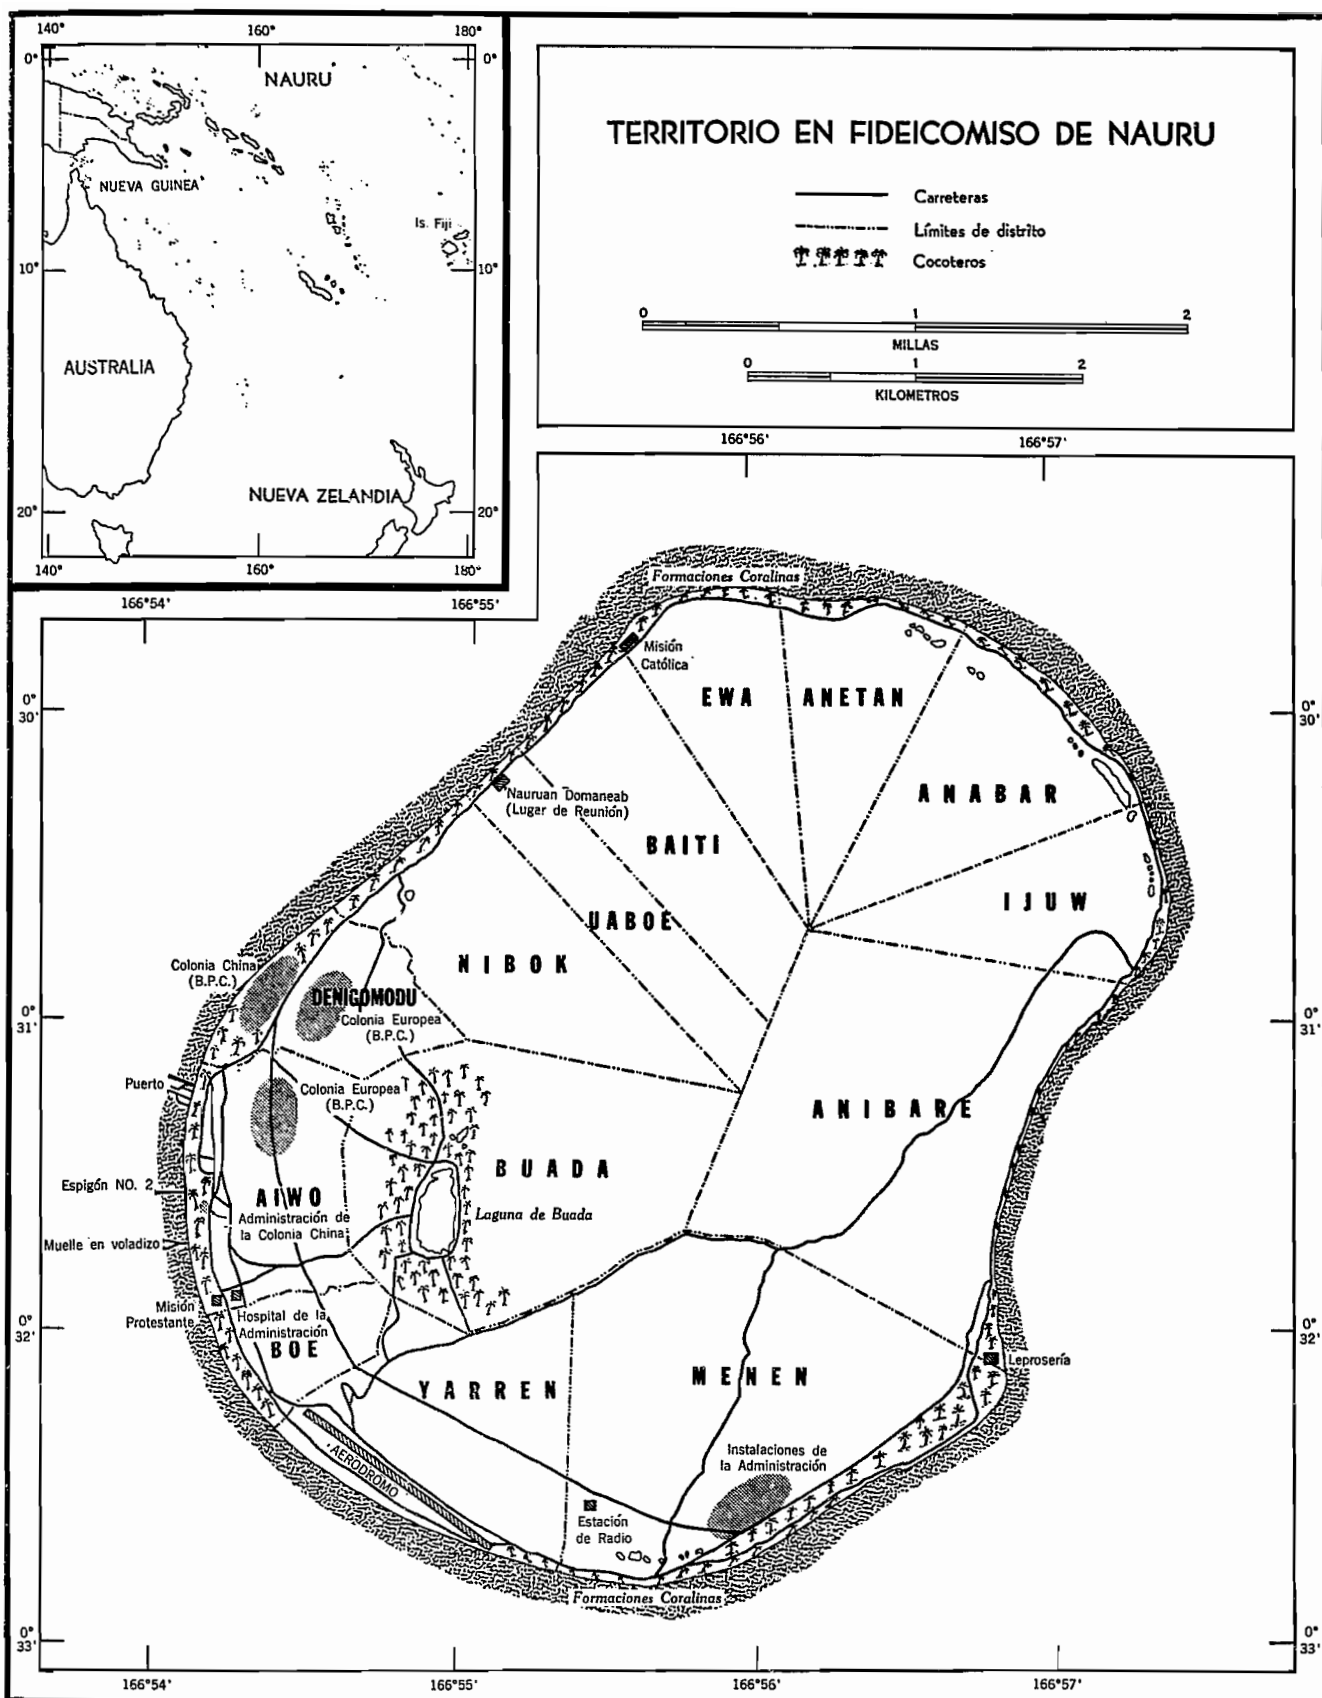 140°
160°
180°
0°
0°
NAURU
NUEVA GUINEA
Is. Fiji
10°
10°
AUSTRALIA
NUEVA ZELANDIA
20°
20°
140°
160°
180°
TERRITORIO EN FIDEICOMISO DE NAURU
Carreteras
Límites de distrito
Cocoteros
0 1 2
MILLAS
0 1 2
KILOMETROS
166°56'
166°57'
166°54'
166°55'
Formaciones Coralinas
Misión
Católica
EWA
ANETAN
0°
30'
0°
30'
Nauruan Domaneab
(Lugar de Reunión)
ANABAR
BAITI
IJUW
UABOE
NIBOK
Colonia China
(B.P.C.)
DENIGOMODU
Colonia Europea
(B.P.C.)
0°
31'
0°
31'
Puerto
Colonia Europea
(B.P.C.)
ANIBARE
BUADA
Espigón NO. 2
AIWO
Administración de
la Colonia China
Laguna de Buada
Muelle en voladizo
Misión
Protestante
Hospital de la
Administración
BOE
0°
32'
0°
32'
Leprosería
YARREN
MENEN
AERODROMO
Instalaciones de
la Administración
Estación
de Radio
Formaciones Coralinas
0°
33'
0°
33'
166°54'
166°55'
166°56'
166°57'